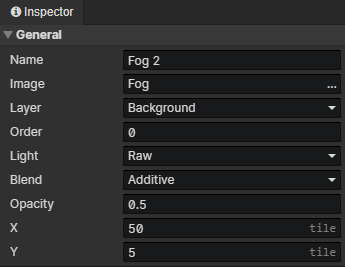 Inspector
General
Name Fog 2
Image Fog ...
Layer Background
Order 0
Light Raw
Blend Additive
Opacity 0.5
X 50 tile
Y 5 tile